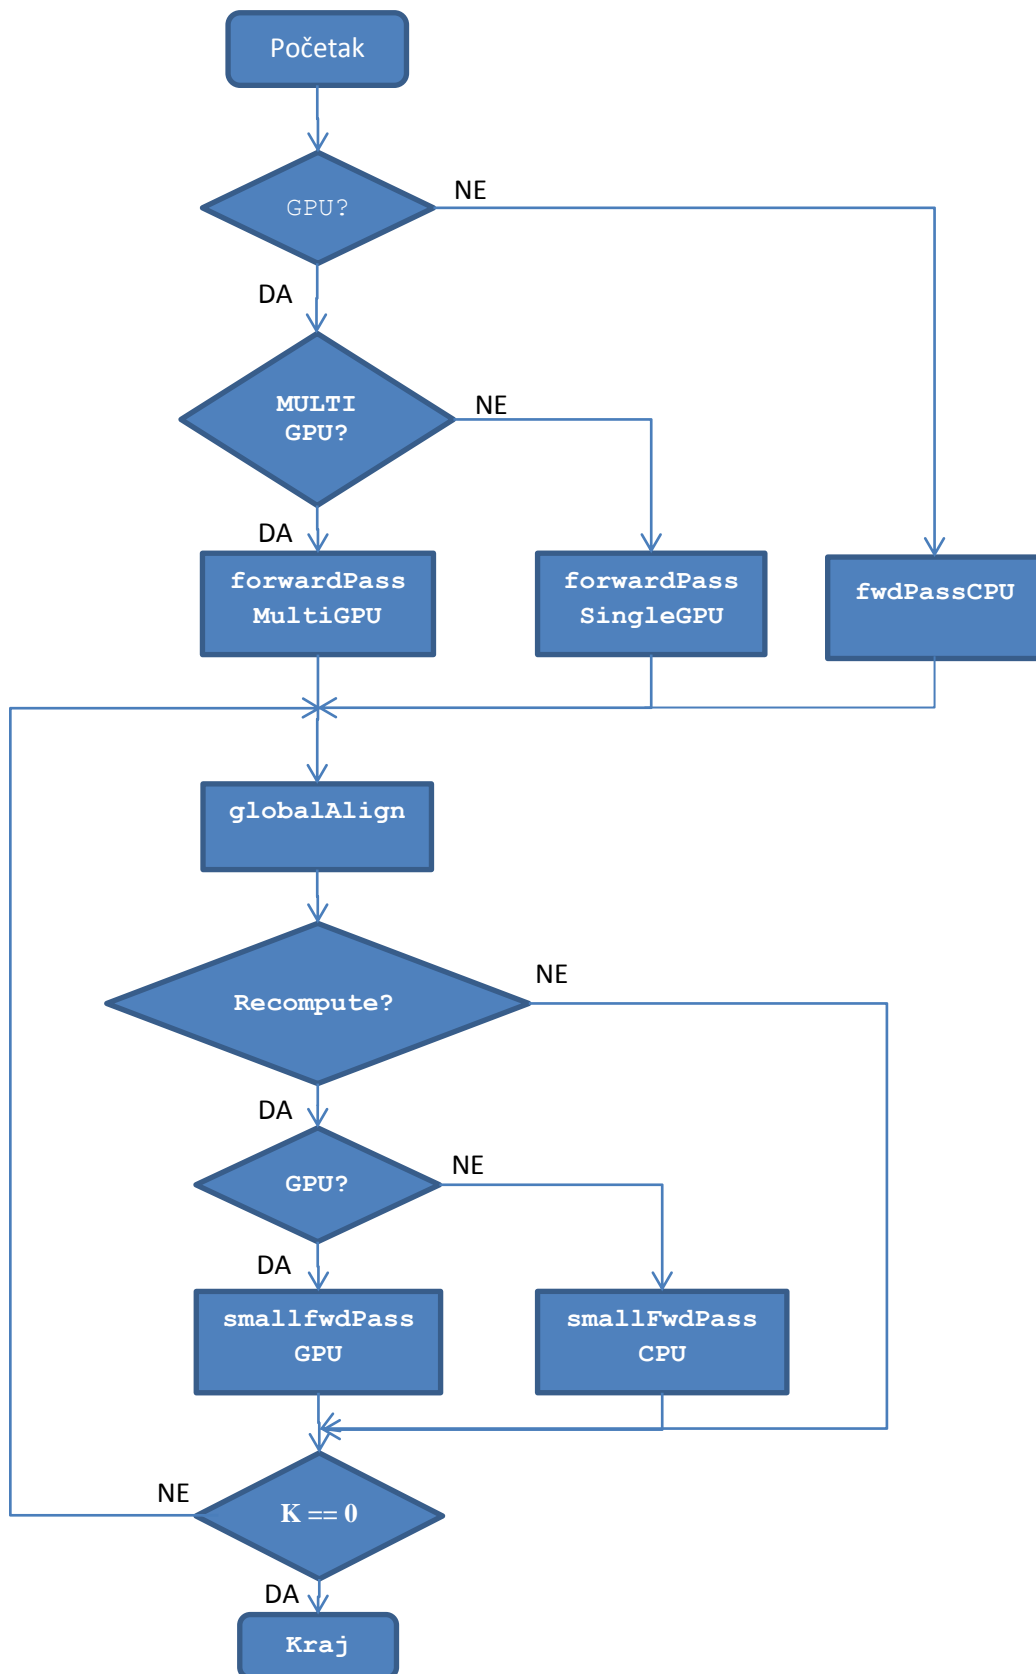 Početak
GPU?
NE
DA
MULTI
GPU?
NE
DA
forwardPass
MultiGPU
forwardPass
SingleGPU
fwdPassCPU
globalAlign
Recompute?
NE
DA
GPU?
NE
DA
smallfwdPass
GPU
smallFwdPass
CPU
K == 0
NE
DA
Kraj